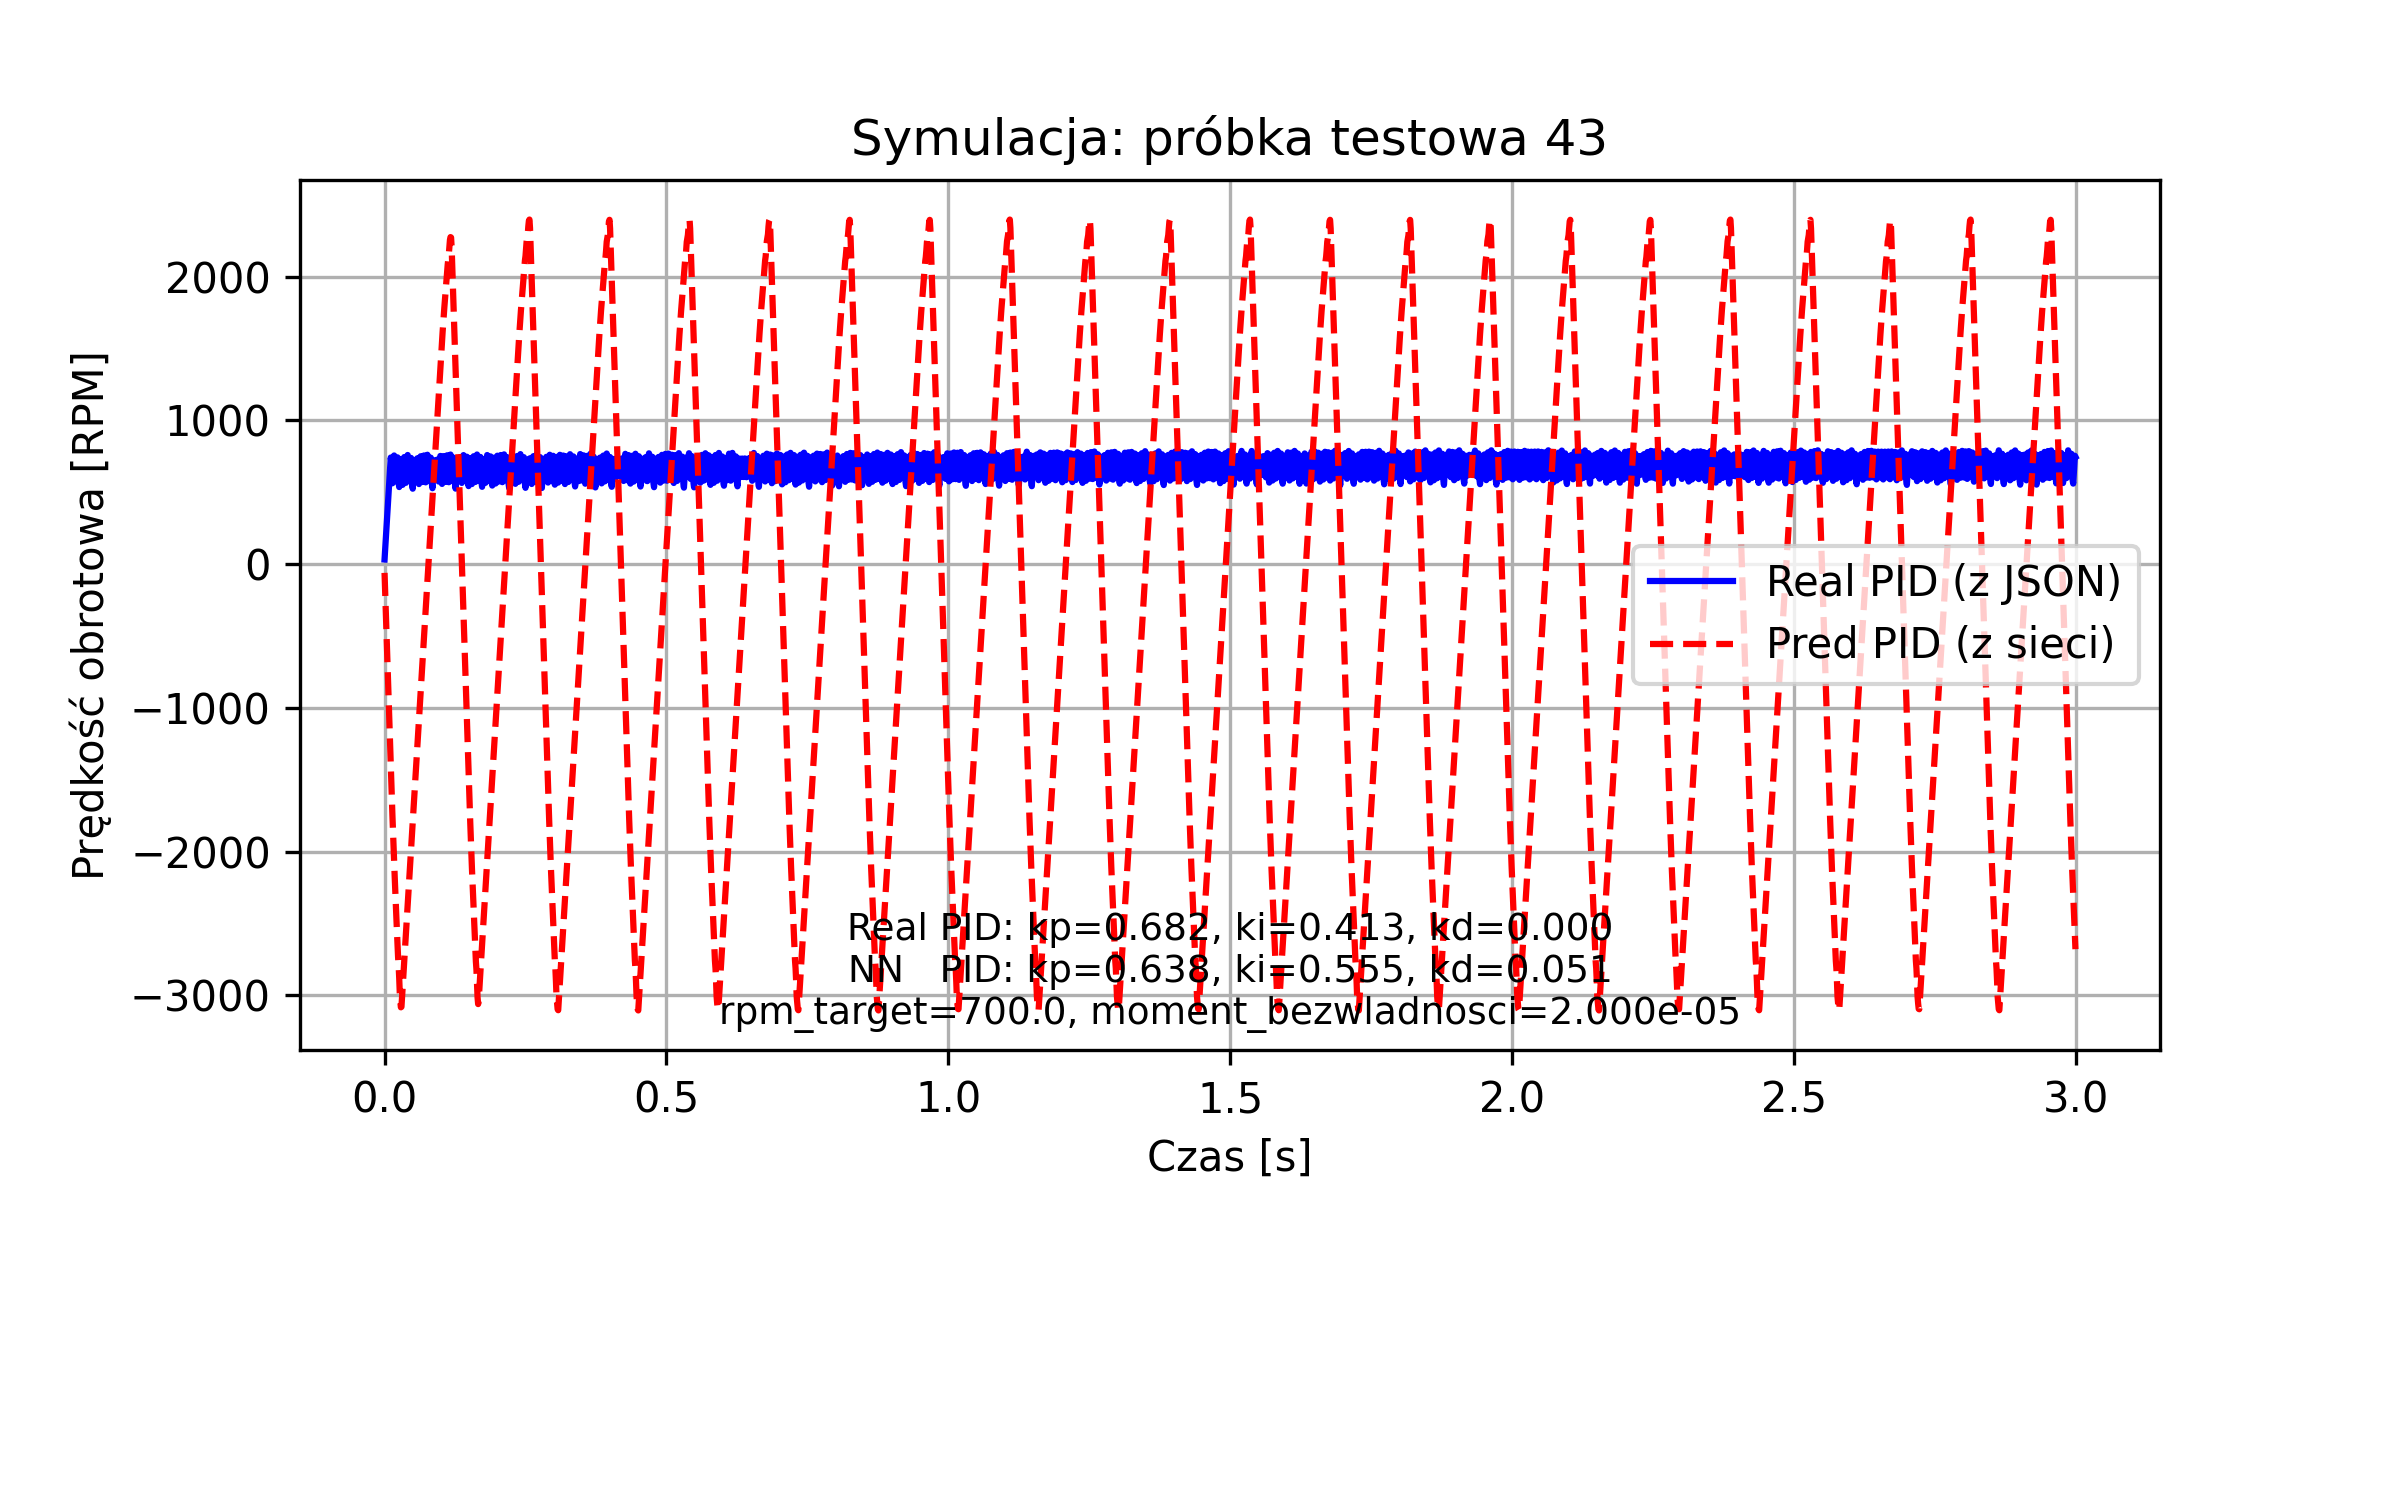 Symulacja: próbka testowa 43
Prędkość obrotowa [RPM]
2000
1000
0
−1000
−2000
−3000
Real PID (z JSON)
Pred PID (z sieci)
Real PID: kp=0.682, ki=0.413, kd=0.000
NN PID: kp=0.638, ki=0.555, kd=0.051
rpm_target=700.0, moment_bezwladnosci=2.000e-05
0.0 0.5 1.0 1.5 2.0 2.5 3.0
Czas [s]